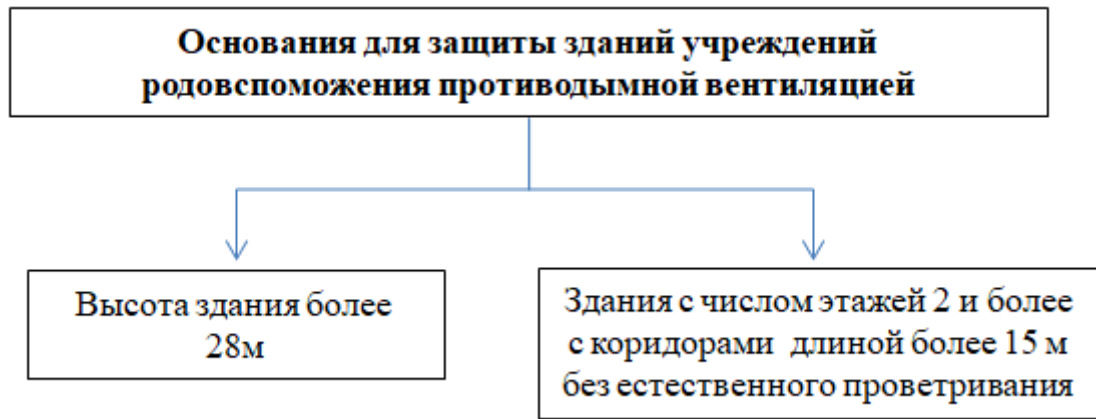 Основания для защиты зданий учреждений
родовспоможения противодымной вентиляцией
Высота здания более
28м
Здания с числом этажей 2 и более
с коридорами длиной более 15 м
без естественного проветривания